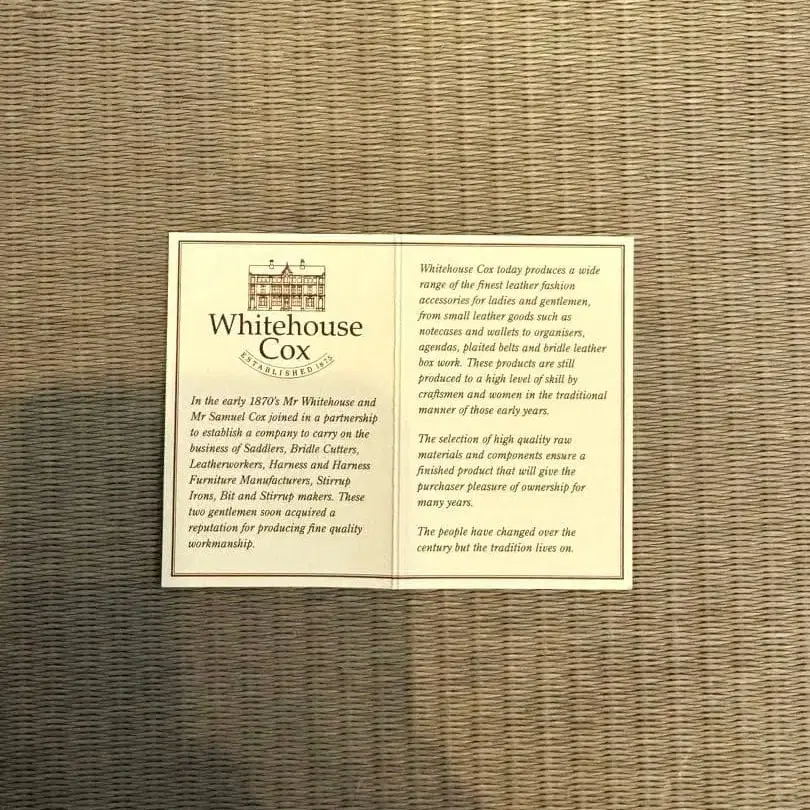 Whitehouse
Cox
ESTABLISHED 1875
In the early 1870's Mr Whitehouse and
Mr Samuel Cox joined in a partnership
to establish a company to carry on the
business of Saddlers, Bridle Cutters,
Leatherworkers, Harness and Harness
Furniture Manufacturers, Stirrup
Irons, Bit and Stirrup makers. These
two gentlemen soon acquired a
reputation for producing fine quality
workmanship.
Whitehouse Cox today produces a wide
range of the finest leather fashion
accessories for ladies and gentlemen,
from small leather goods such as
notecases and wallets to organisers,
agendas, plaited belts and bridle leather
box work. These products are still
produced to a high level of skill by
craftsmen and women in the traditional
manner of those early years.
The selection of high quality raw
materials and components ensure a
finished product that will give the
purchaser pleasure of ownership for
many years.
The people have changed over the
century but the tradition lives on.